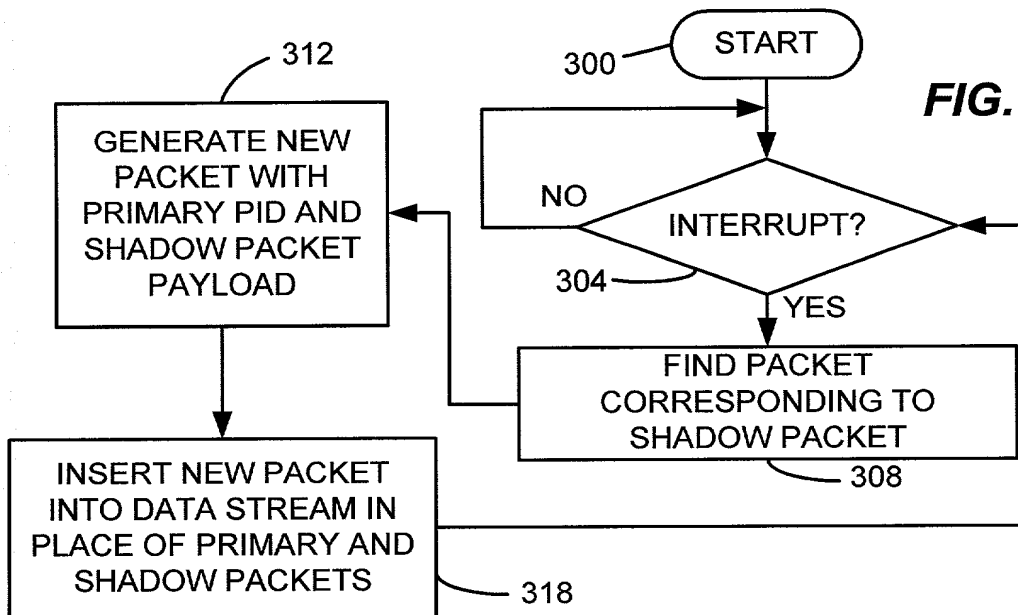 300
START
FIG.
INTERRUPT?
NO
304
YES
FIND PACKET
CORRESPONDING TO
SHADOW PACKET
308
312
GENERATE NEW
PACKET WITH
PRIMARY PID AND
SHADOW PACKET
PAYLOAD
INSERT NEW PACKET
INTO DATA STREAM IN
PLACE OF PRIMARY AND
SHADOW PACKETS
318